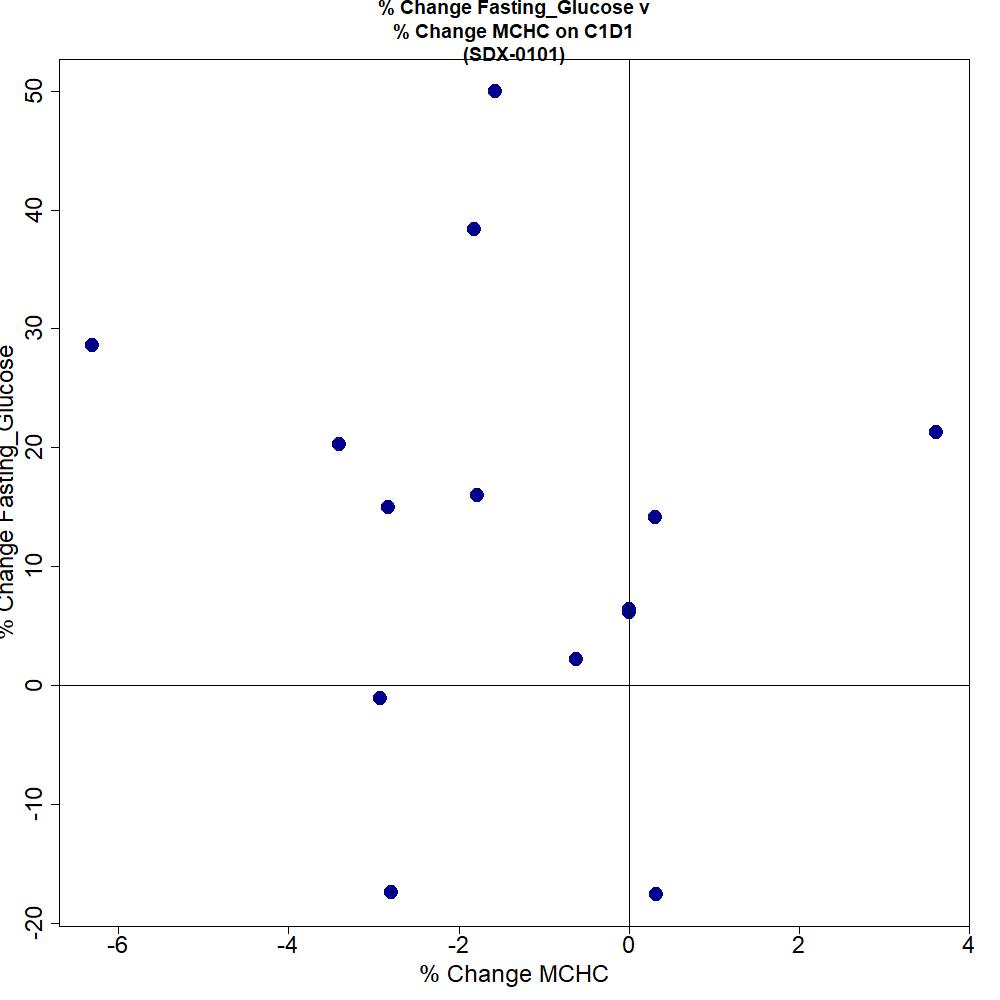 % Change Fasting_Glucose v
% Change MCHC on C1D1
(SDX-0101)
50
40
30
20
10
0
-10
-20
% Change Fasting_Glucose
-6
-4
-2
0
2
4
% Change MCHC